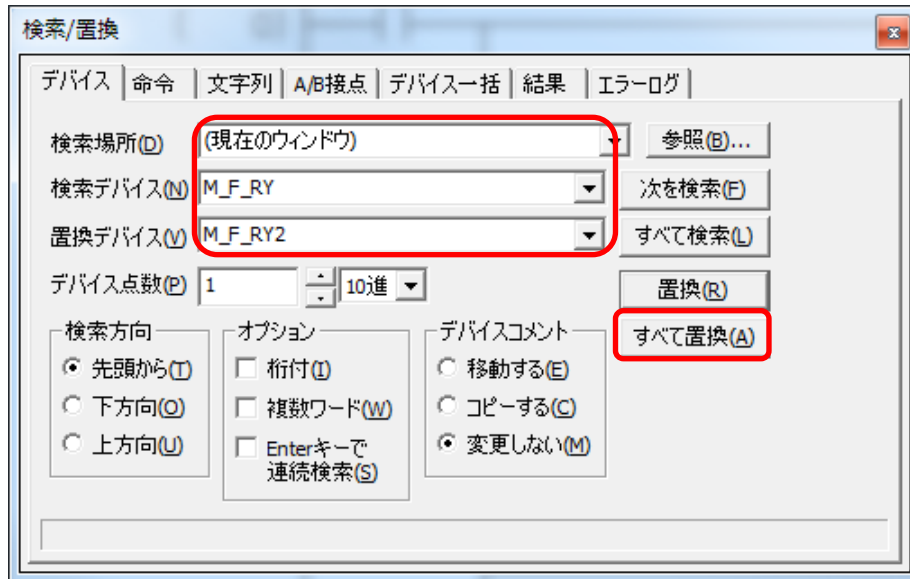 検索/置換
デバイス 命令 文字列 A/B接点 デバイス一括 結果 エラーログ
検索場所(D) (現在のウィンドウ) 参照(B)...
検索デバイス(N) M_F_RY 次を検索(F)
置換デバイス(V) M_F_RY2 すべて検索(L)
デバイス点数(P) 1 10進 置換(R)
検索方向 オプション デバイスコメント すべて置換(A)
先頭から(T) 桁付(I) 移動する(E)
下方向(O) 複数ワード(W) コピーする(C)
上方向(U) Enterキーで 変更しない(M)
連続検索(S)